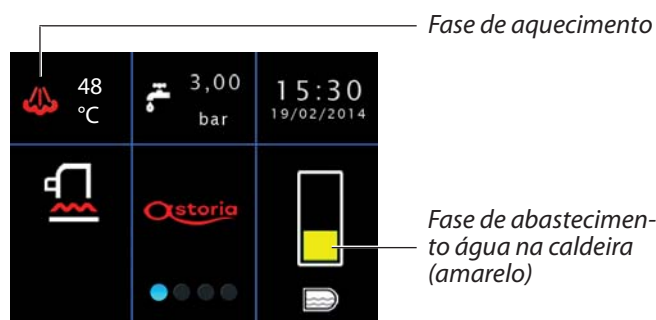 Fase de aquecimento
48
°C
3,00
bar
15:30
19/02/2014
astoria
Fase de abastecimen-
to água na caldeira
(amarelo)